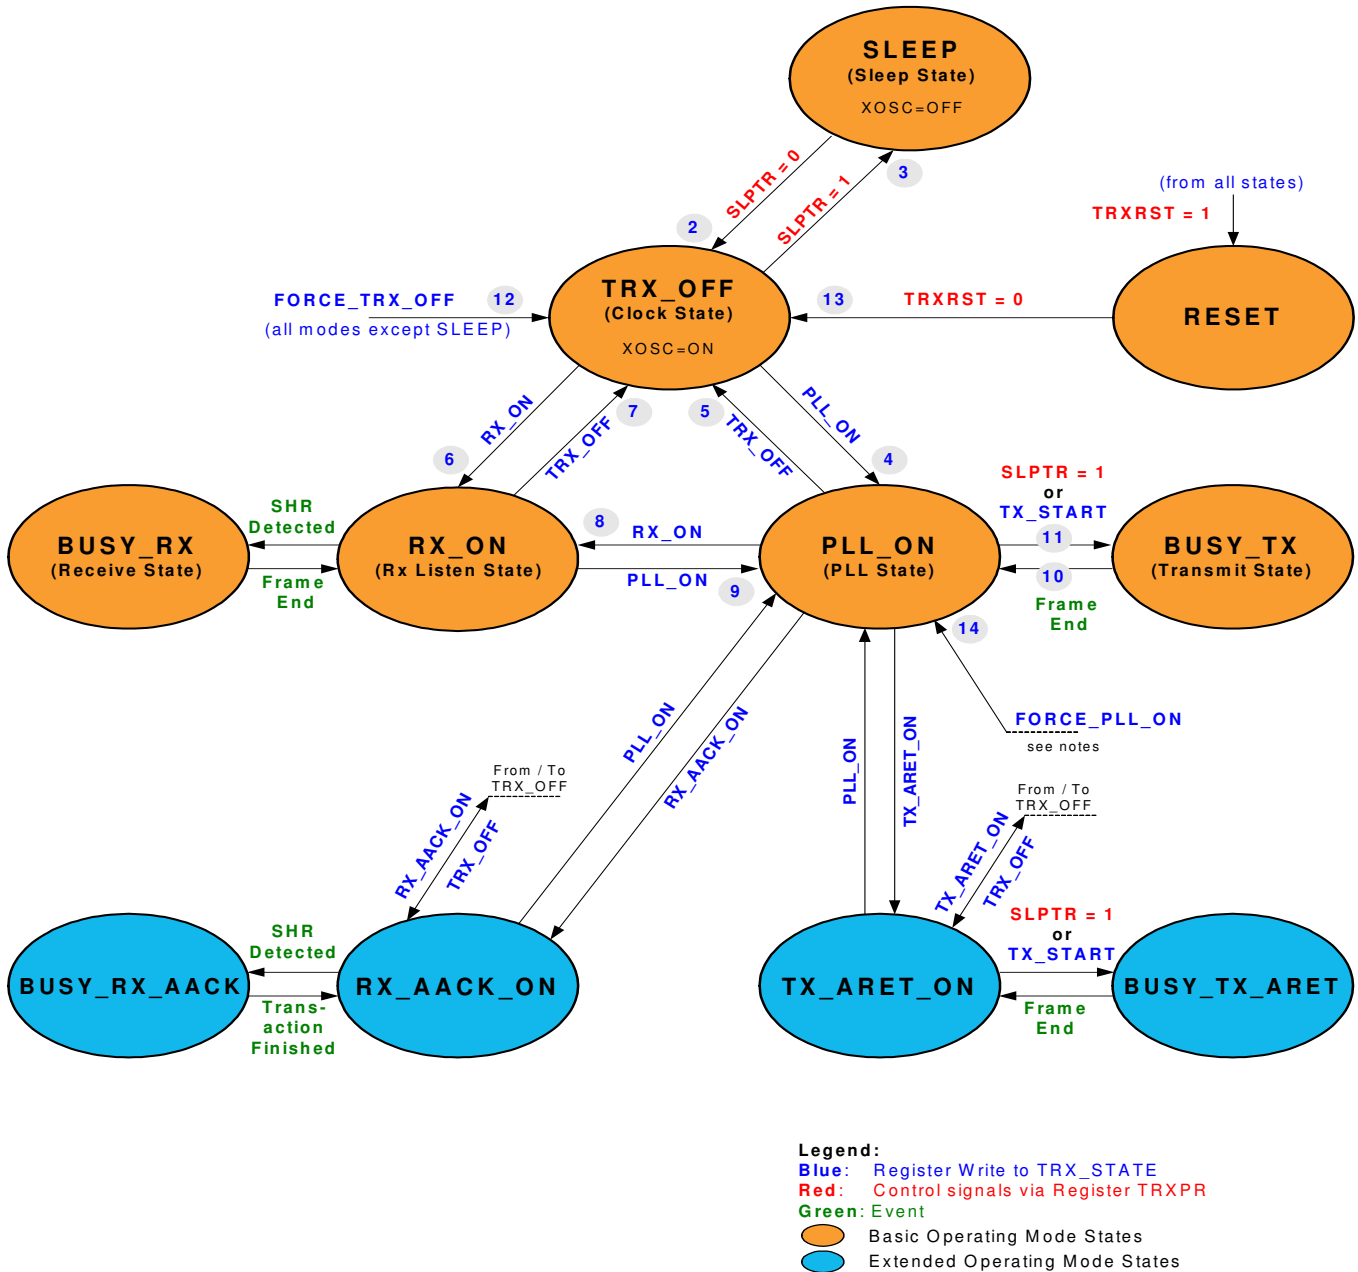 SLEEP
(Sleep State)
XOSC=OFF
SLPTR = 0
SLPTR = 1
3
2
(from all states)
TRXRST = 1
FORCE_TRX_OFF
12
(all modes except SLEEP)
TRX_OFF
(Clock State)
XOSC=ON
13
TRXRST = 0
RESET
RX_ON
7
TRX_OFF
5
TRX_OFF
PLL_ON
6
4
SHR
Detected
BUSY_RX
(Receive State)
Frame
End
RX_ON
(Rx Listen State)
8
RX_ON
PLL_ON
9
PLL_ON
(PLL State)
SLPTR = 1
or
TX_START
11
10
Frame
End
BUSY_TX
(Transmit State)
14
FORCE_PLL_ON
see notes
PLL_ON
RX_AACK_ON
PLL_ON
TX_ARET_ON
From / To
TRX_OFF
RX_AACK_ON
TRX_OFF
From / To
TRX_OFF
TX_ARET_ON
TRX_OFF
SHR
Detected
BUSY_RX_AACK
Trans-
action
Finished
RX_AACK_ON
TX_ARET_ON
SLPTR = 1
or
TX_START
Frame
End
BUSY_TX_ARET
Legend:
Blue: Register Write to TRX_STATE
Red: Control signals via Register TRXPR
Green: Event
Basic Operating Mode States
Extended Operating Mode States